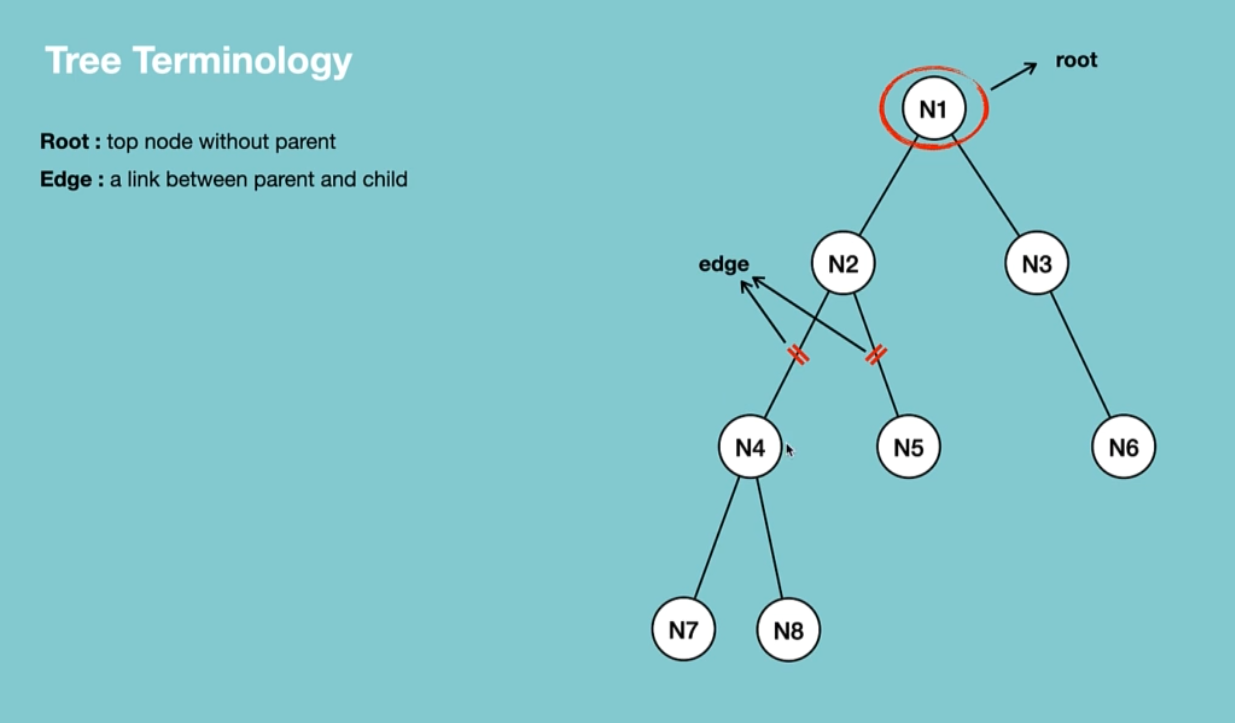 Tree Terminology
Root : top node without parent
Edge : a link between parent and child
root
N1
edge
N2
N3
N4
N5
N6
N7
N8